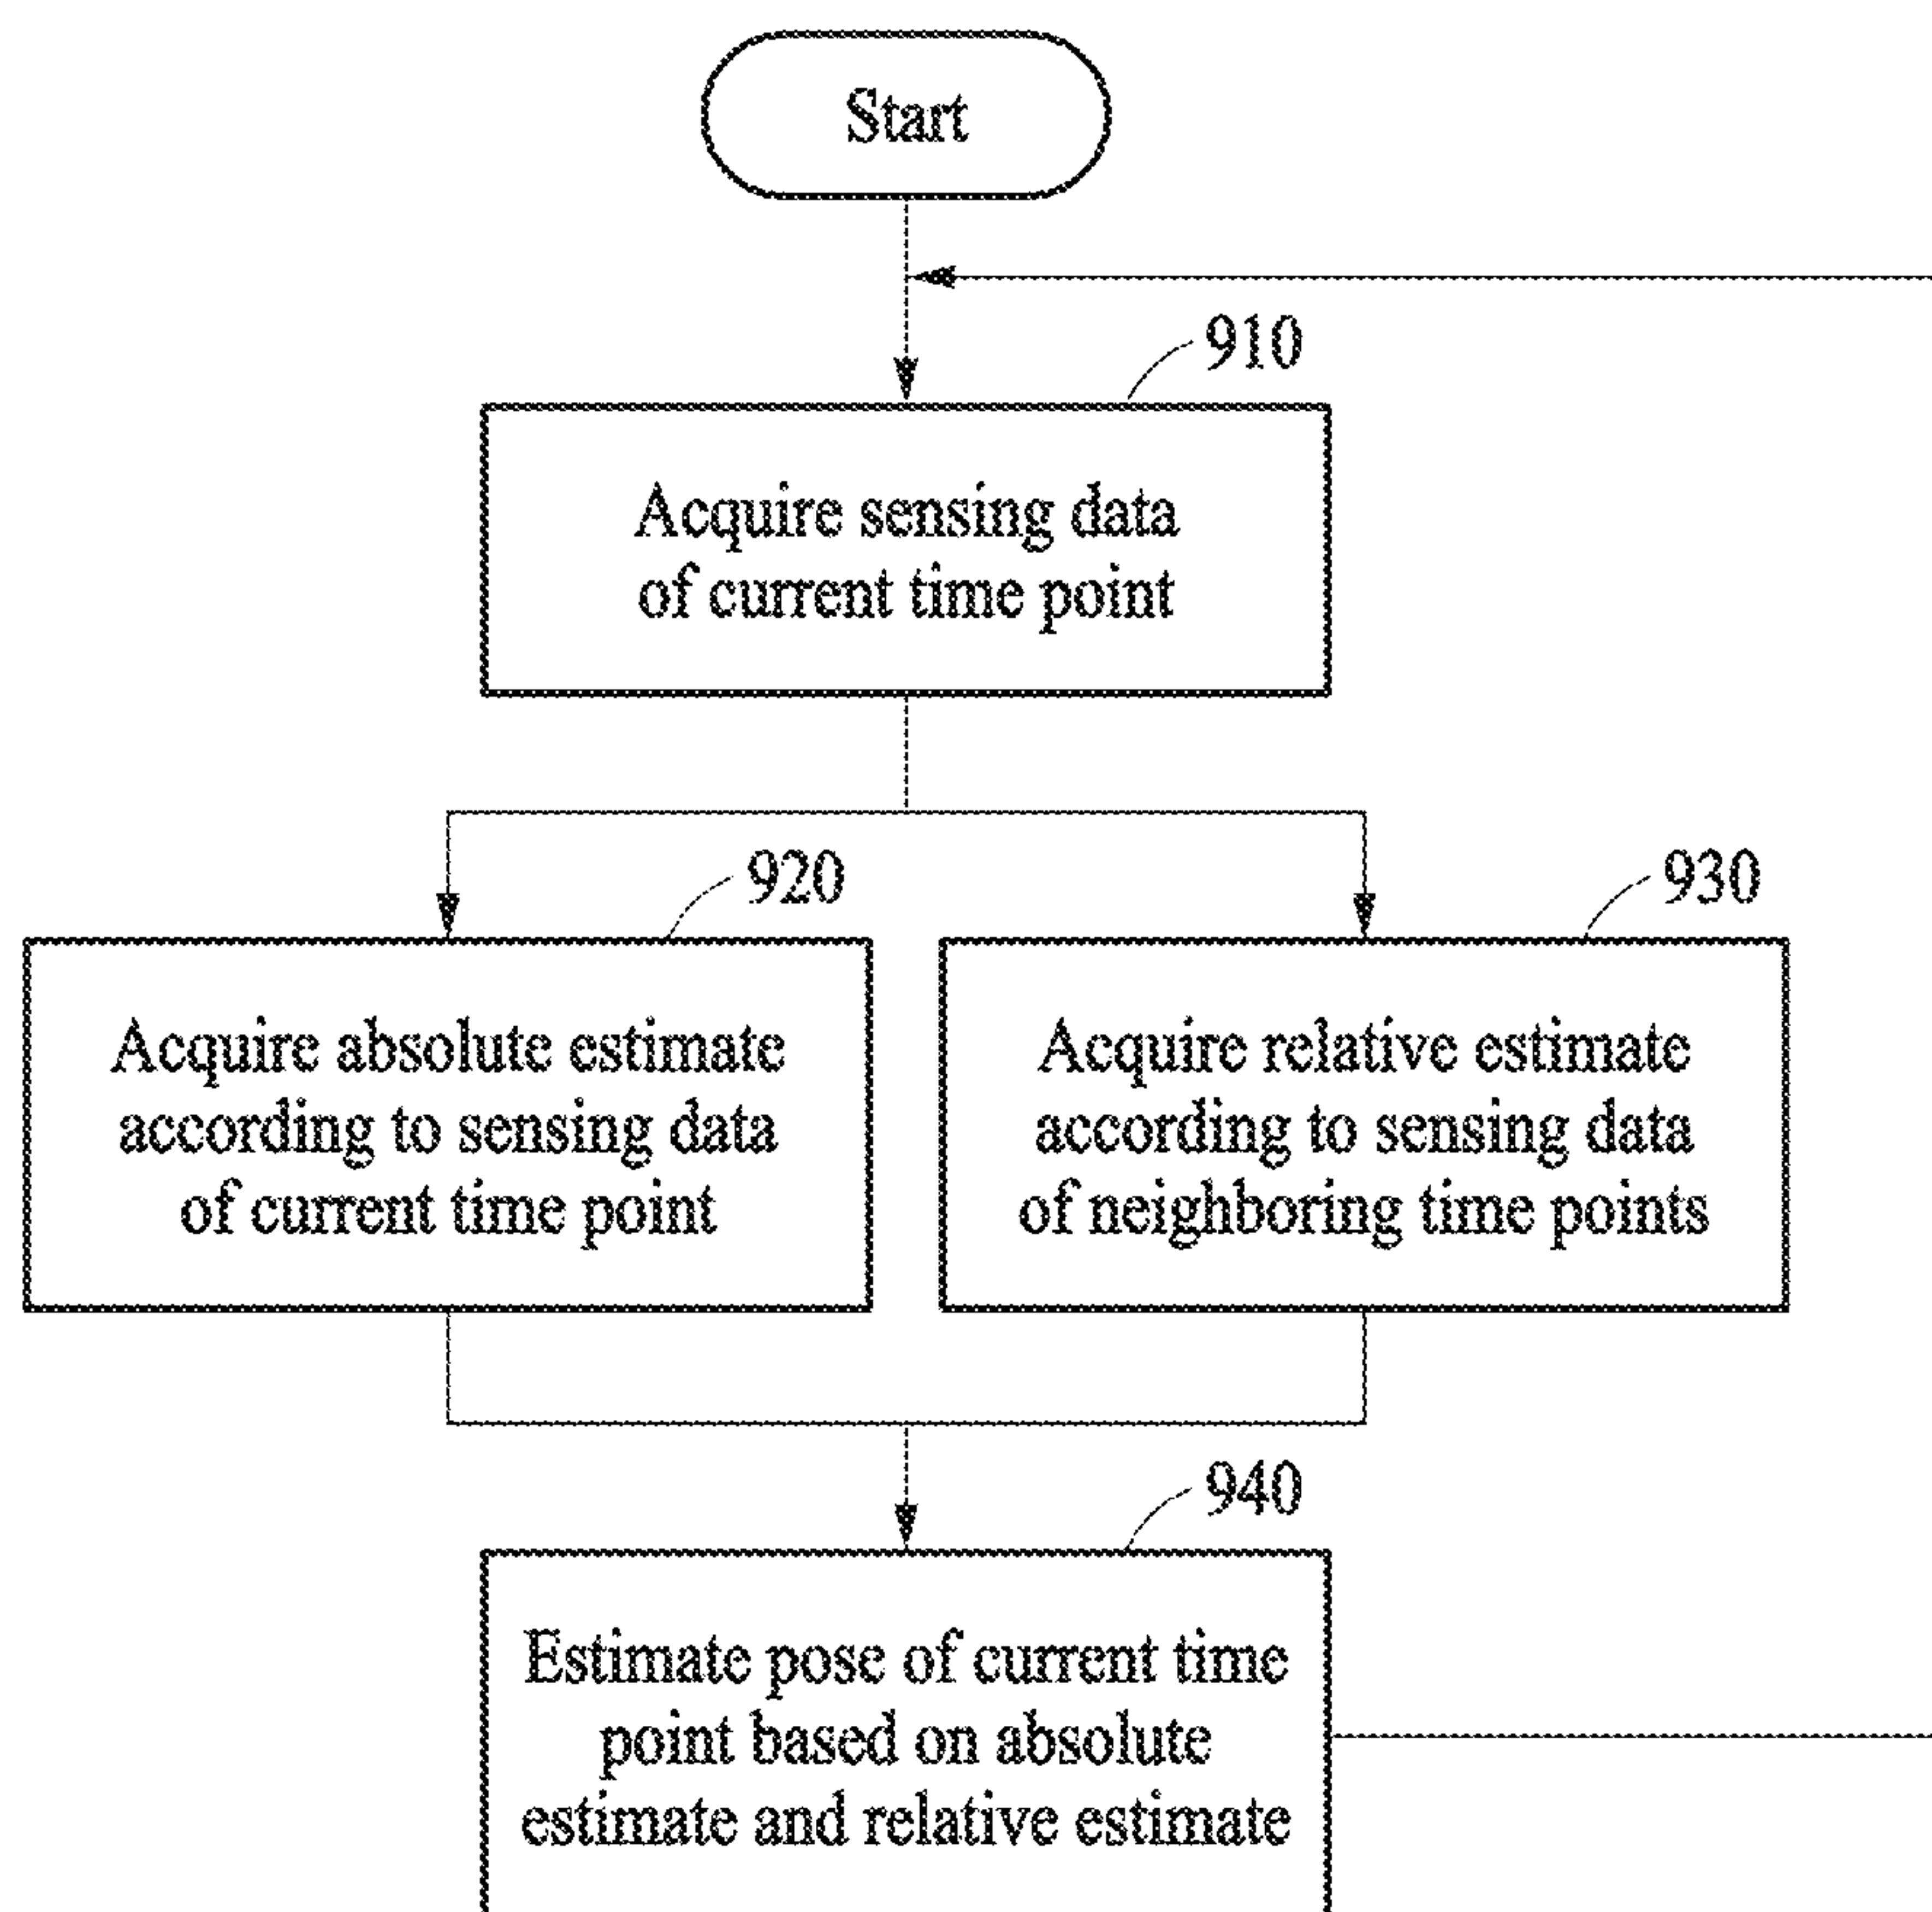 Start
910
Acquire sensing data
of current time point
920
930
Acquire absolute estimate
according to sensing data
of current time point
Acquire relative estimate
according to sensing data
of neighboring time points
940
Estimate pose of current time
point based on absolute
estimate and relative estimate